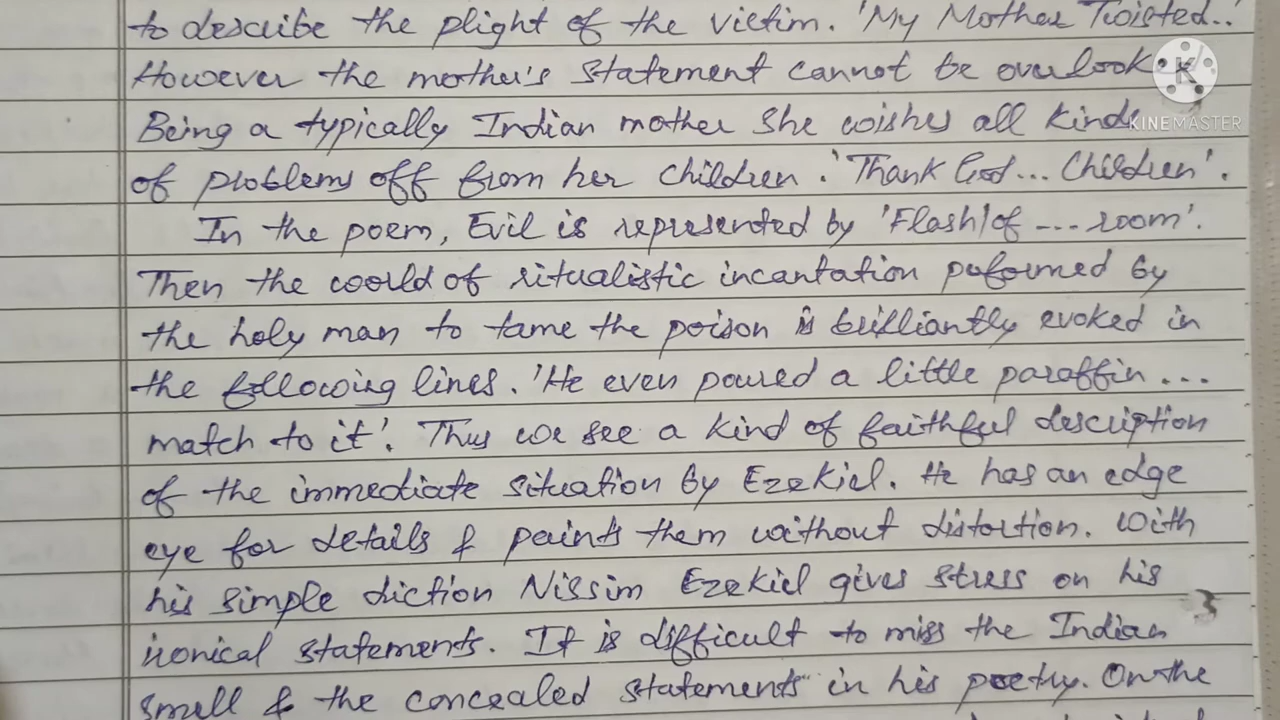 to describe the plight of the victim. 'My Mother Twisted..'
However the mother's statement cannot be overlook
Being a typically Indian mother she wishes all kinds
of problems off from her children. 'Thank God... Children'.
In the poem, Evil is represented by 'Flash/of --- room'.
Then the world of ritualistic incantation peformed by
the holy man to tame the poison is brilliantly evoked in
the following lines. 'He even poured a little paraffin...
match to it'. Thus we see a kind of faithful description
of the immediate situation by Ezekiel. He has an edge
eye for details & paints them without distortion. With
his simple diction Nissim Ezekiel gives stress on his
ironical statements. It is difficult to miss the Indian
smell & the concealed statements in his poetry. On the
K
KINEMASTER
3